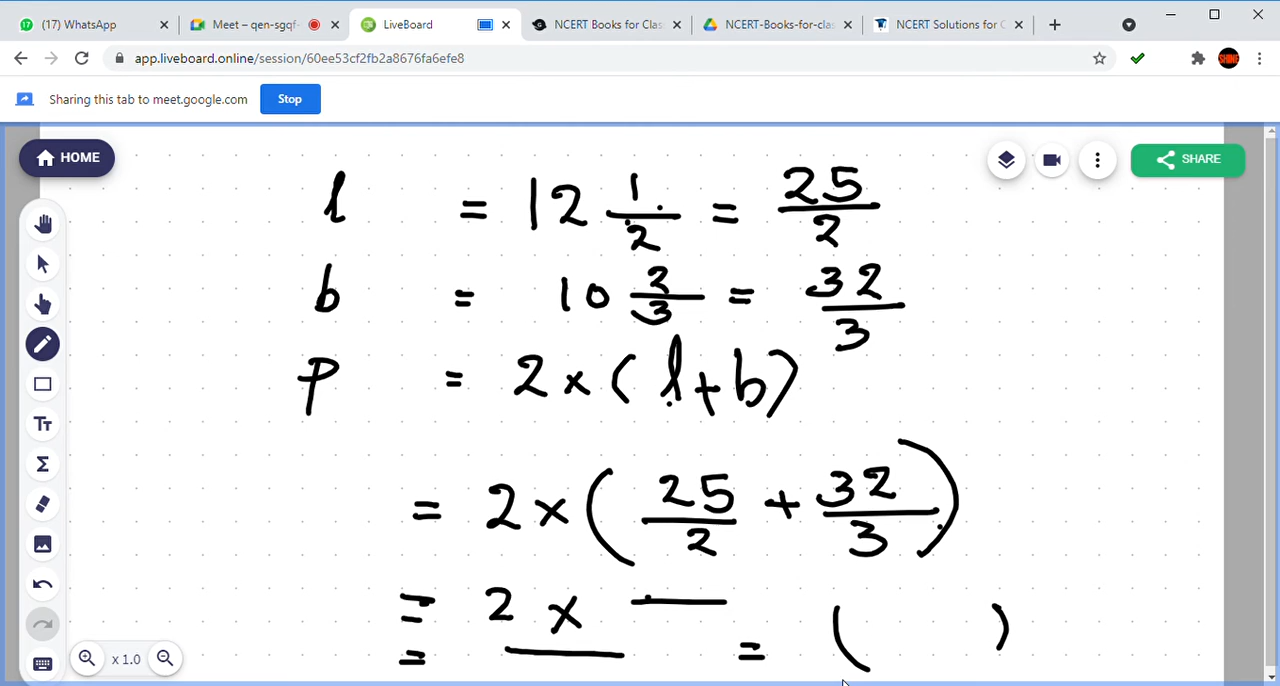 (17) WhatsApp
Meet – qen-sgqf-
LiveBoard
NCERT Books for Clas
NCERT-Books-for-clas
NCERT Solutions for C
app.liveboard.online/session/60ee53cf2fb2a8676fa6efe8
Sharing this tab to meet.google.com Stop
HOME
SHARE
l = 12 1/2 = 25/2
b = 10 2/3 = 32/3
P = 2 × ( l + b )
= 2 × ( 25/2 + 32/3 )
= 2 ×
= = ( )
x 1.0